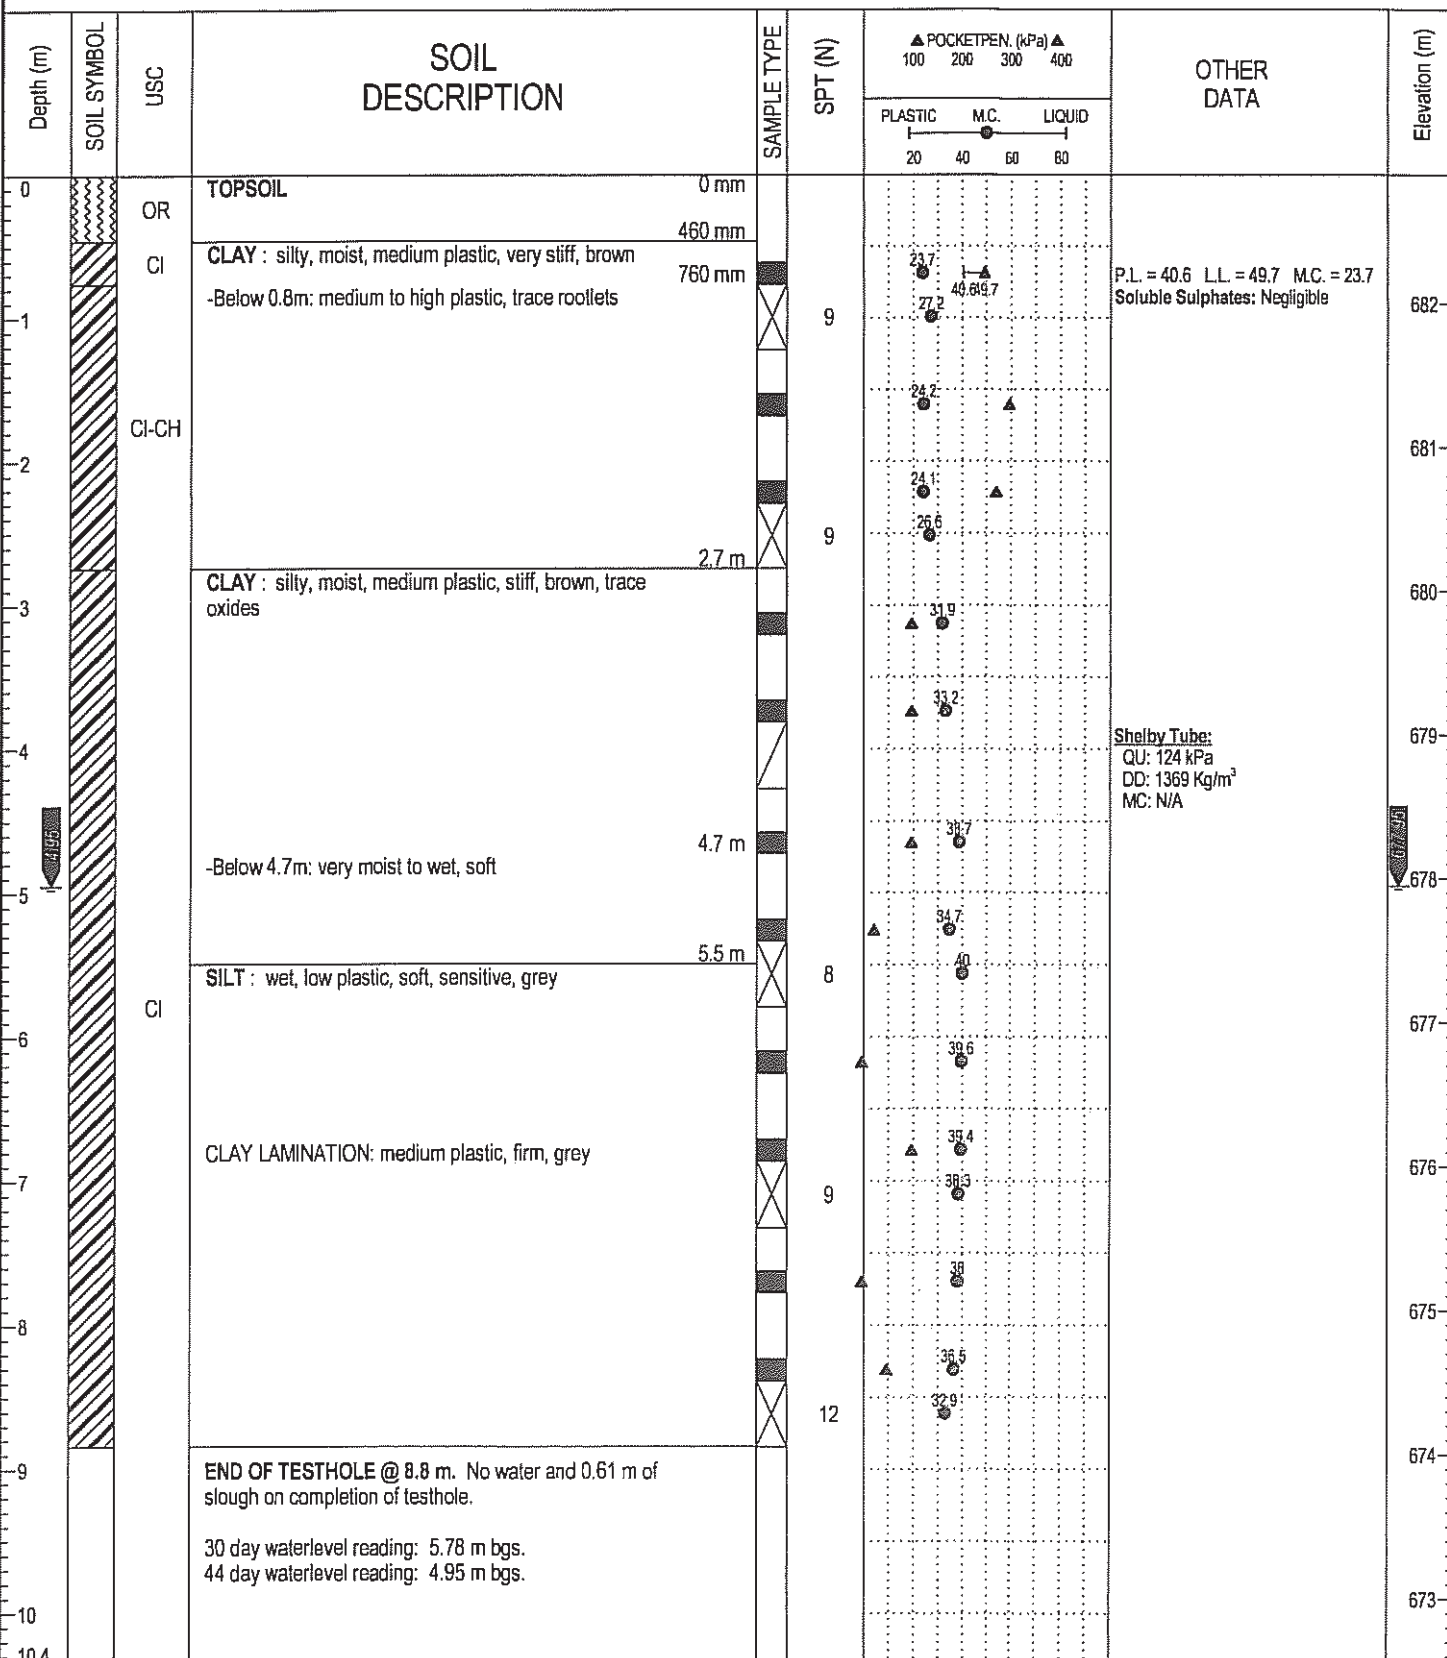 Depth (m)
SOIL SYMBOL
USC
SOIL
DESCRIPTION
SAMPLE TYPE
SPT (N)
▲ POCKETPEN. (kPa) ▲
100 200 300 400
PLASTIC M.C. LIQUID
20 40 60 80
OTHER
DATA
Elevation (m)
0
TOPSOIL 0 mm
OR
460 mm
CLAY : silty, moist, medium plastic, very stiff, brown
CI
760 mm
23.7
40.6 49.7
P.L. = 40.6 L.L. = 49.7 M.C. = 23.7
Soluble Sulphates: Negligible
-Below 0.8m: medium to high plastic, trace rootlets
27.2
682
1
9
24.2
CI-CH
681
2
24.1
26.6
9
2.7 m
CLAY : silty, moist, medium plastic, stiff, brown, trace
oxides
680
3
31.9
33.2
679
4
Shelby Tube:
QU: 124 kPa
DD: 1369 Kg/m³
MC: N/A
4.95
677.95
4.7 m
38.7
-Below 4.7m: very moist to wet, soft
678
5
34.7
5.5 m
40
SILT : wet, low plastic, soft, sensitive, grey
8
CI
677
6
39.6
39.4
CLAY LAMINATION: medium plastic, firm, grey
676
7
38.3
9
38
675
8
36.5
32.9
12
674
9
END OF TESTHOLE @ 8.8 m. No water and 0.61 m of
slough on completion of testhole.
30 day waterlevel reading: 5.78 m bgs.
44 day waterlevel reading: 4.95 m bgs.
673
10
10.4